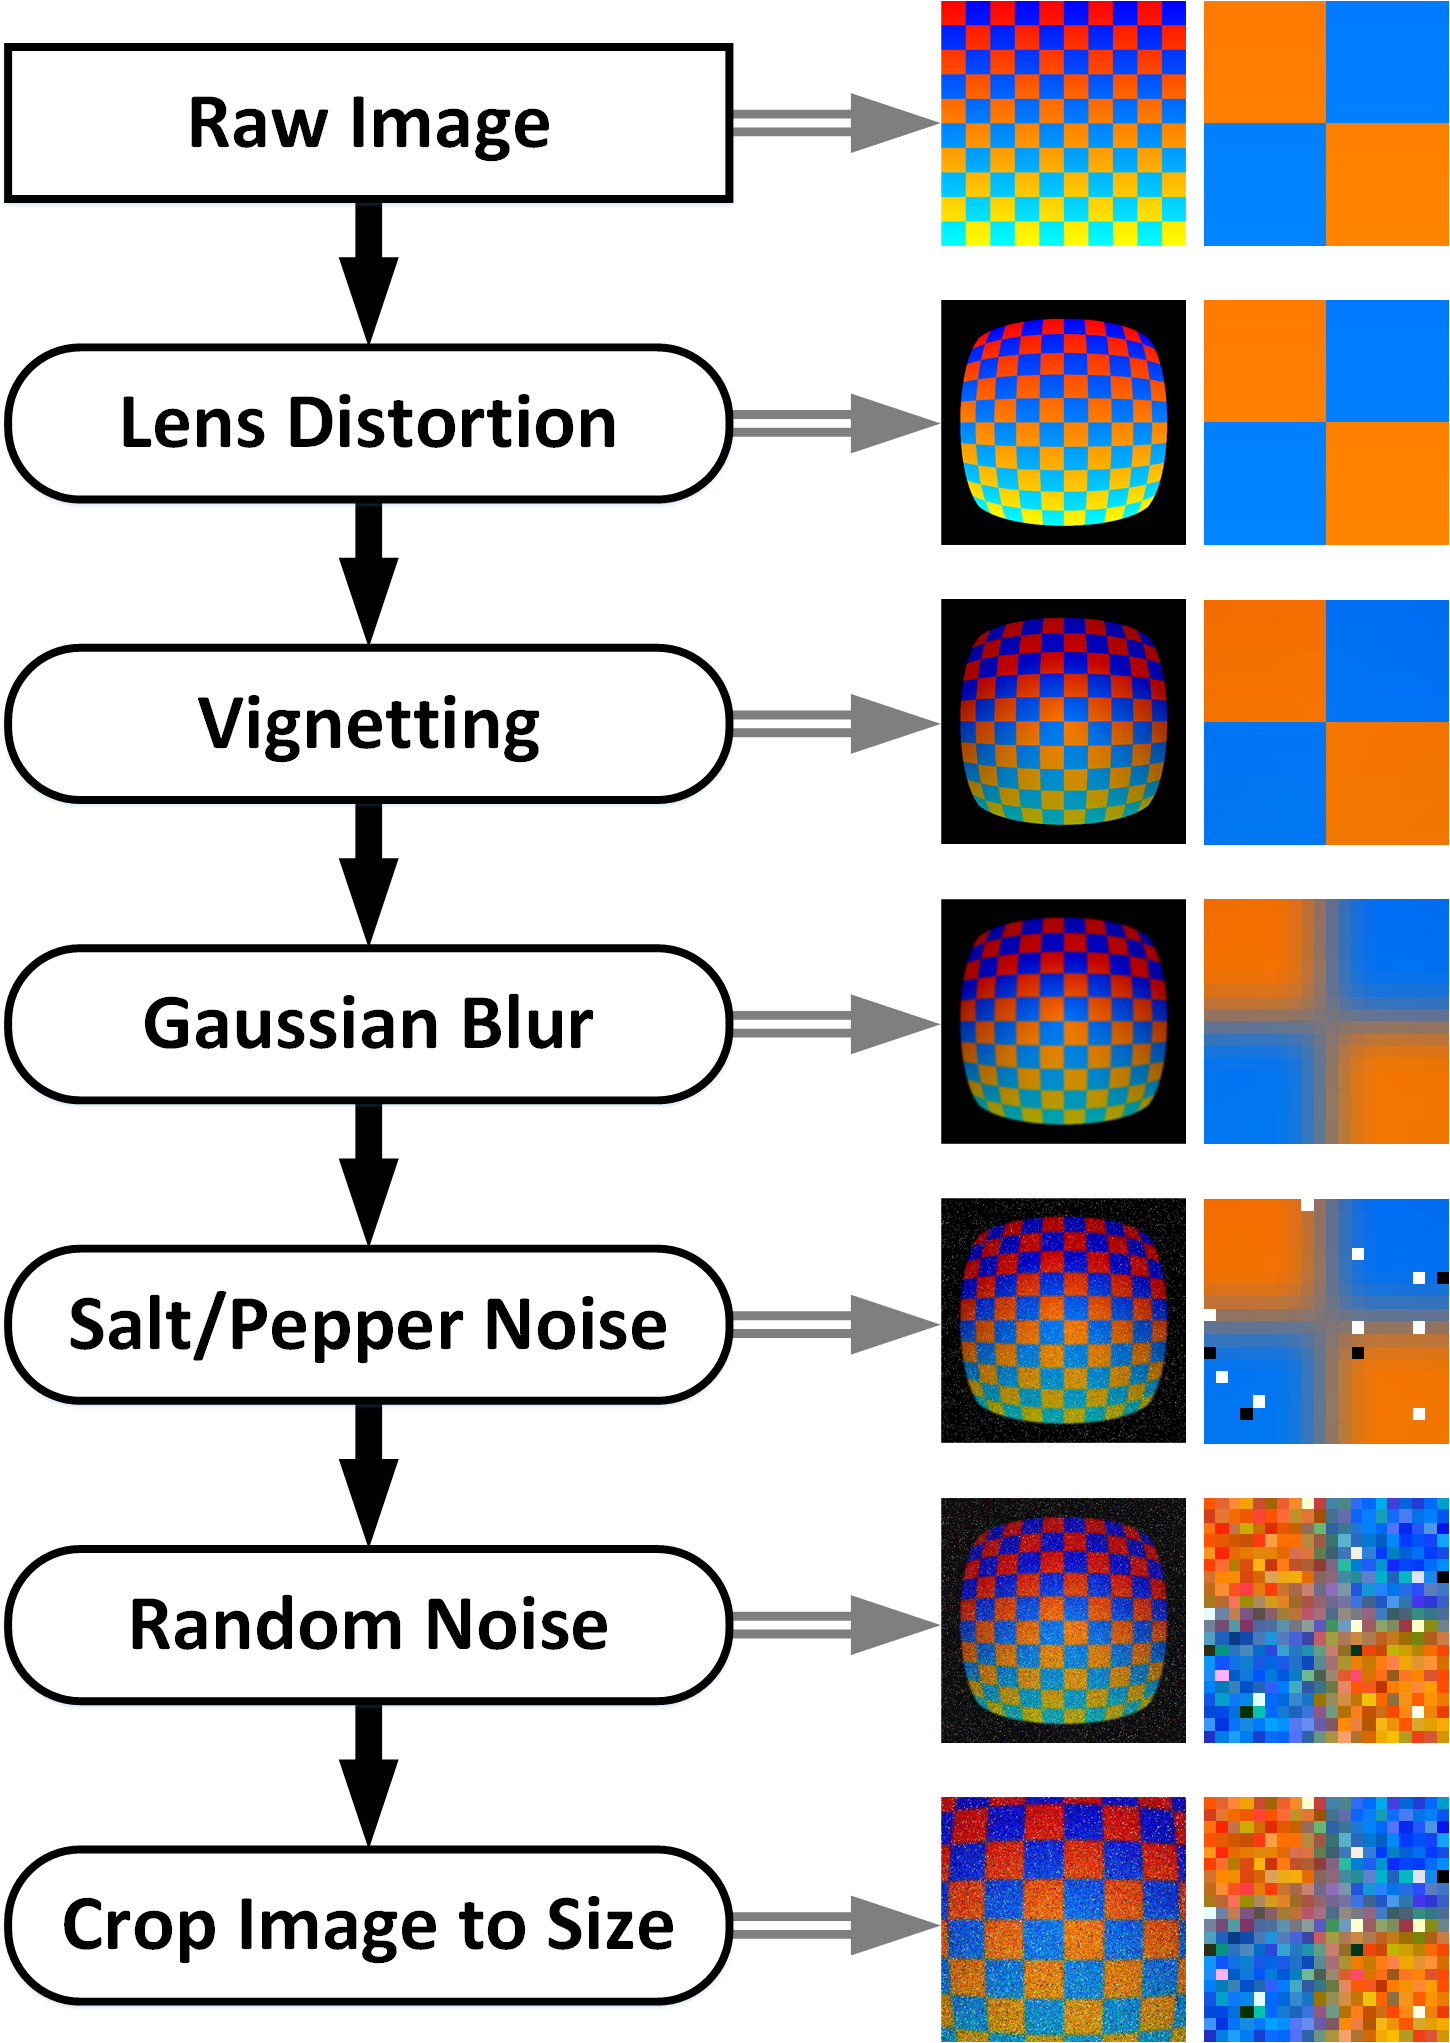 Raw Image
Lens Distortion
Vignetting
Gaussian Blur
Salt/Pepper Noise
Random Noise
Crop Image to Size